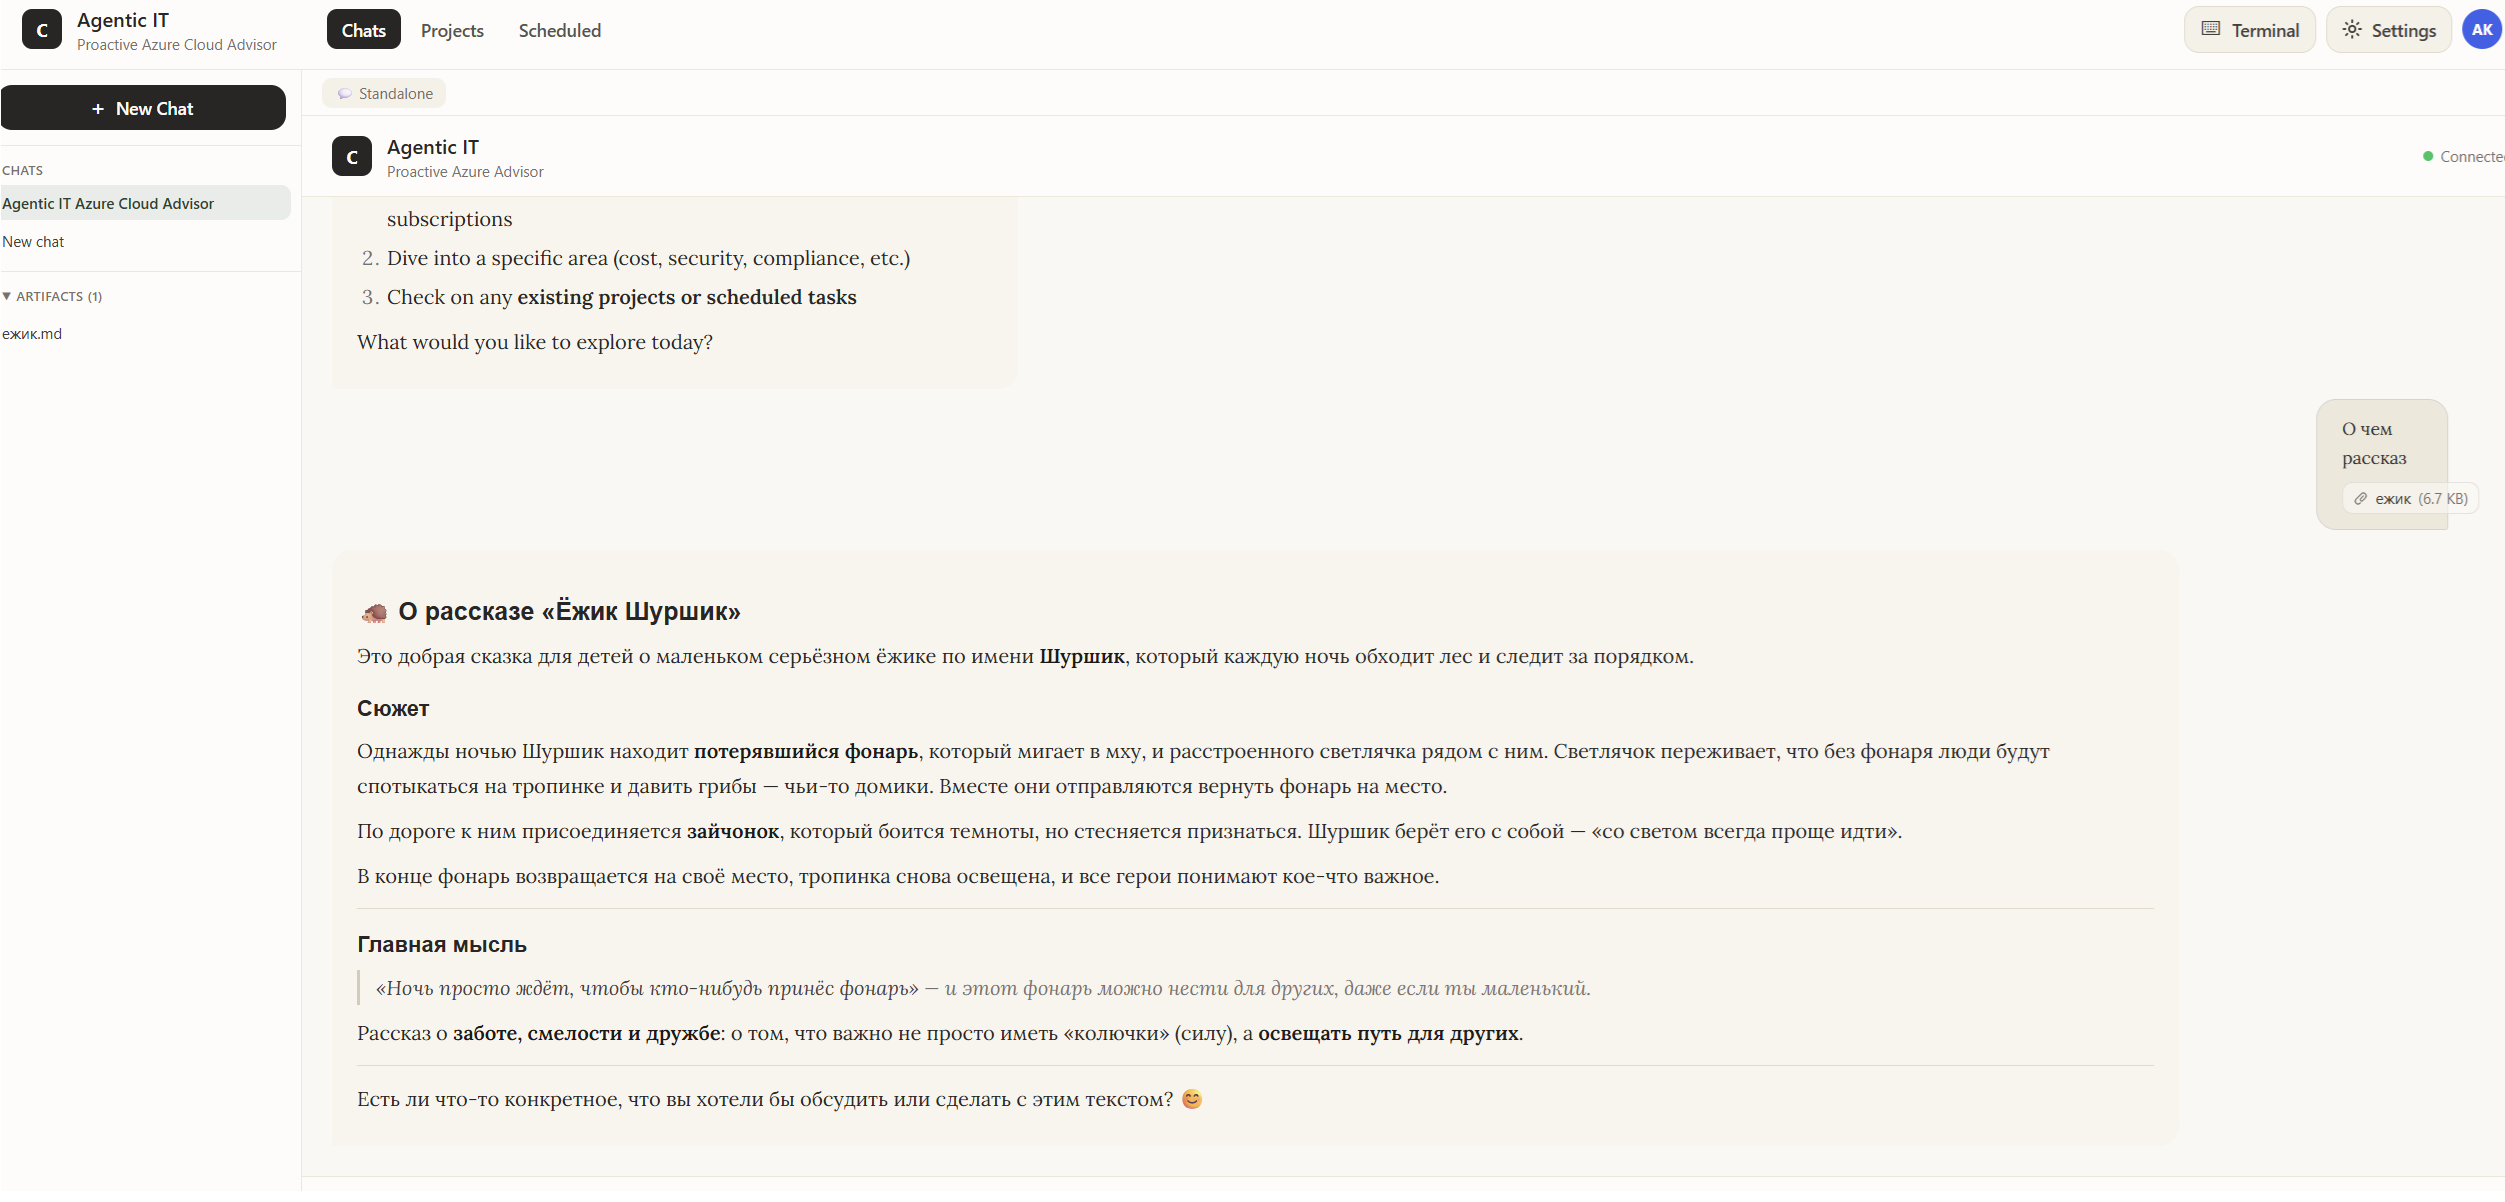 C
Agentic IT
Proactive Azure Cloud Advisor
Chats
Projects
Scheduled
Terminal
Settings
AK
+ New Chat
CHATS
Agentic IT Azure Cloud Advisor
New chat
▼ ARTIFACTS (1)
ежик.md
Standalone
C
Agentic IT
Proactive Azure Advisor
Connected
subscriptions
2. Dive into a specific area (cost, security, compliance, etc.)
3. Check on any existing projects or scheduled tasks
What would you like to explore today?
О чем
рассказ
ежик (6.7 KB)
🦔 О рассказе «Ёжик Шуршик»
Это добрая сказка для детей о маленьком серьёзном ёжике по имени Шуршик, который каждую ночь обходит лес и следит за порядком.
Сюжет
Однажды ночью Шуршик находит потерявшийся фонарь, который мигает в мху, и расстроенного светлячка рядом с ним. Светлячок переживает, что без фонаря люди будут
спотыкаться на тропинке и давить грибы — чьи-то домики. Вместе они отправляются вернуть фонарь на место.
По дороге к ним присоединяется зайчонок, который боится темноты, но стесняется признаться. Шуршик берёт его с собой — «со светом всегда проще идти».
В конце фонарь возвращается на своё место, тропинка снова освещена, и все герои понимают кое-что важное.
Главная мысль
«Ночь просто ждёт, чтобы кто-нибудь принёс фонарь» — и этот фонарь можно нести для других, даже если ты маленький.
Рассказ о заботе, смелости и дружбе: о том, что важно не просто иметь «колючки» (силу), а освещать путь для других.
Есть ли что-то конкретное, что вы хотели бы обсудить или сделать с этим текстом? 😊